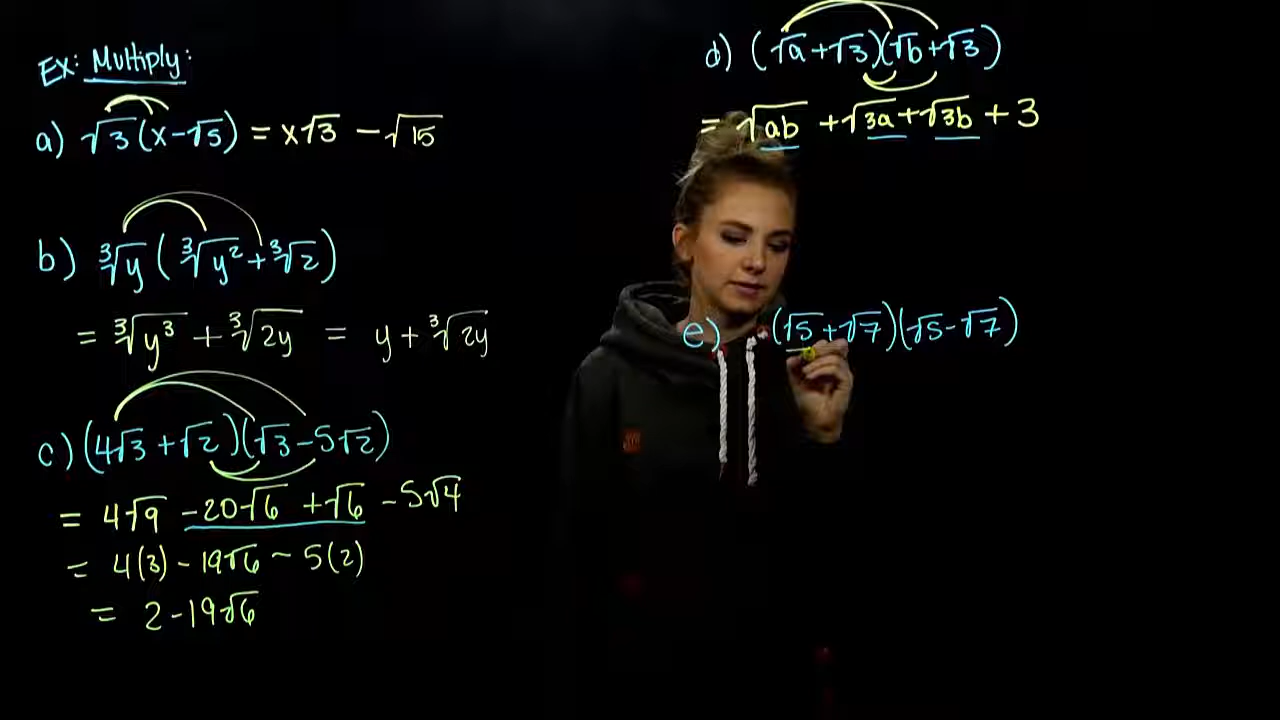 Ex: Multiply:
a) √3(x-√5) = x√3 - √15
b) ∛y(∛y² + ∛2)
= ∛y³ + ∛2y = y + ∛2y
c) (4√3 + √2)(√3 - 5√2)
= 4√9 - 20√6 + √6 - 5√4
= 4(3) - 19√6 - 5(2)
= 2 - 19√6
d) (√a + √3)(√b + √3)
= √ab + √3a + √3b + 3
e) (√5 + √7)(√5 - √7)